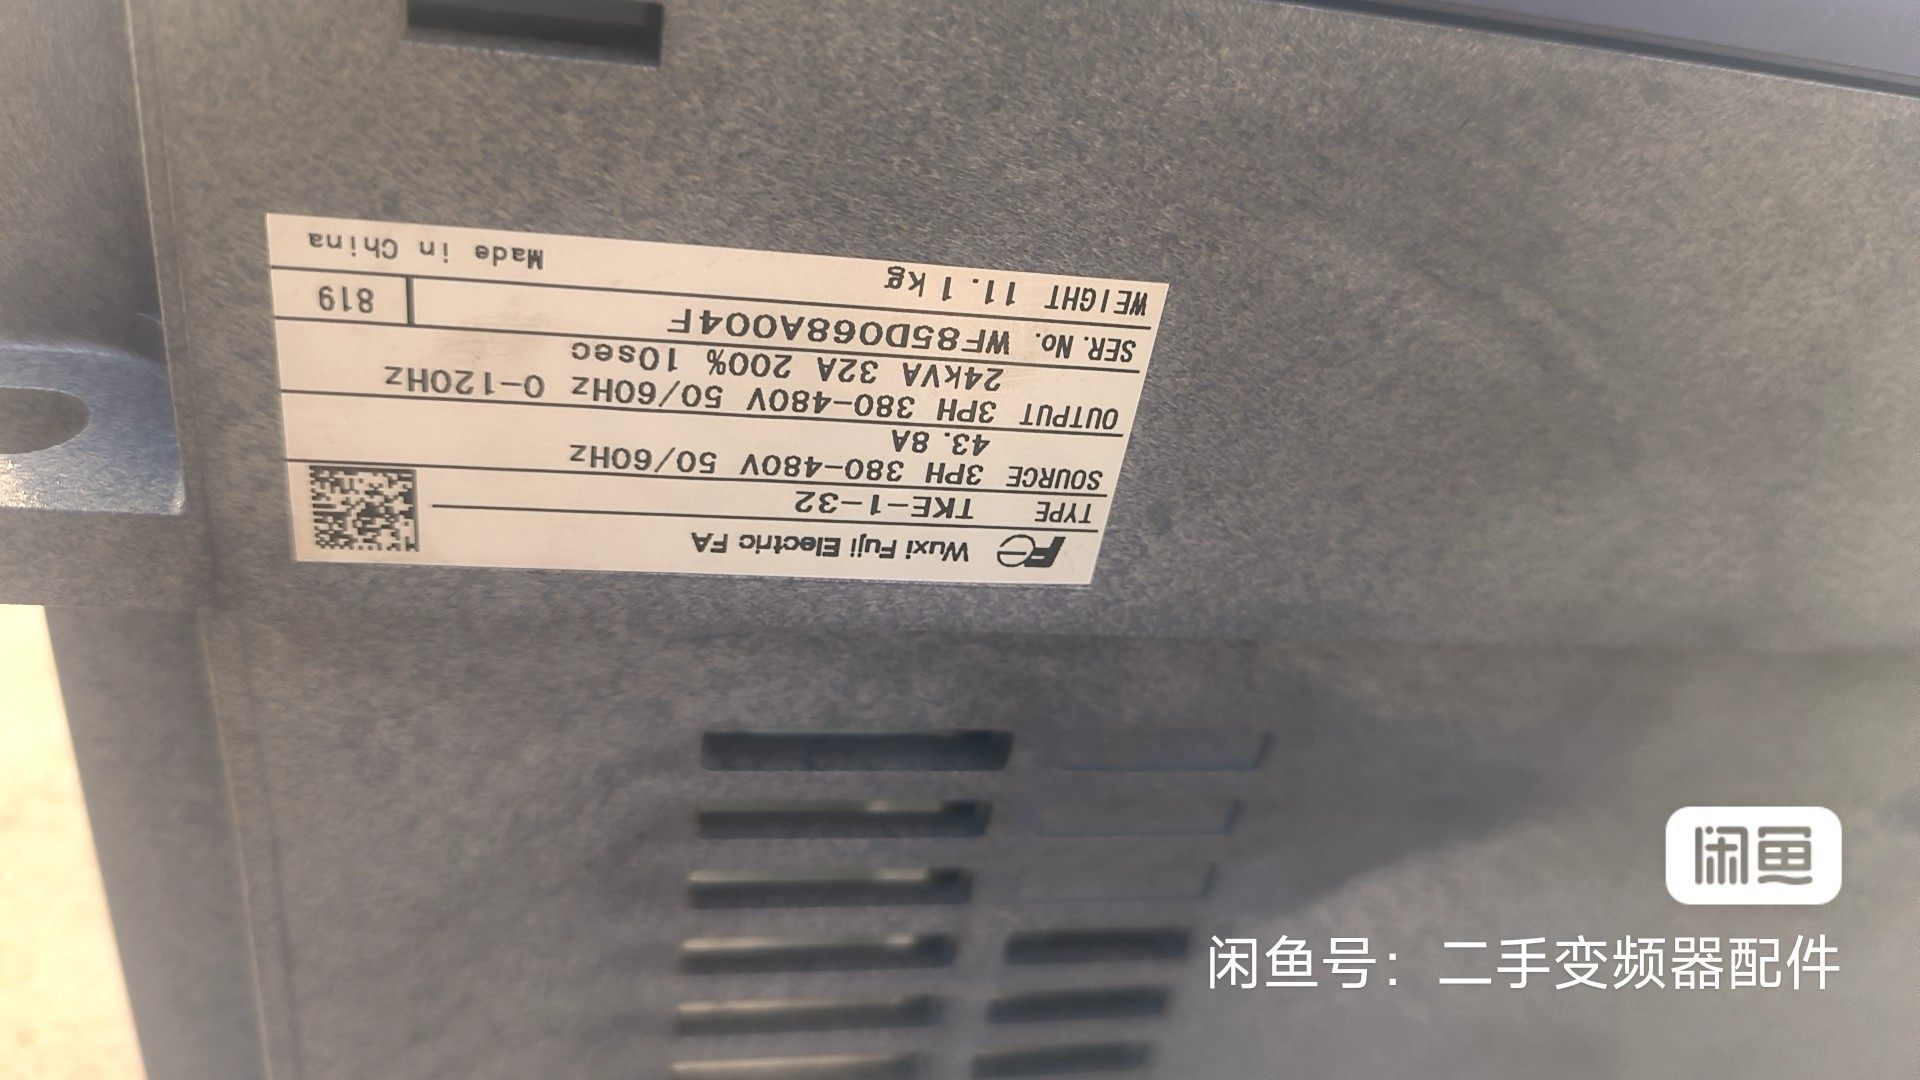 Fe Wuxi Fuji Electric FA
TYPE TKE-1-32
SOURCE 3PH 380-480V 50/60Hz
43.8A
OUTPUT 3PH 380-480V 50/60Hz 0-120Hz
24kVA 32A 200% 10sec
SER. No. WF85D068A004F 819
WEIGHT 11.1kg Made in China
闲鱼
闲鱼号：二手变频器配件